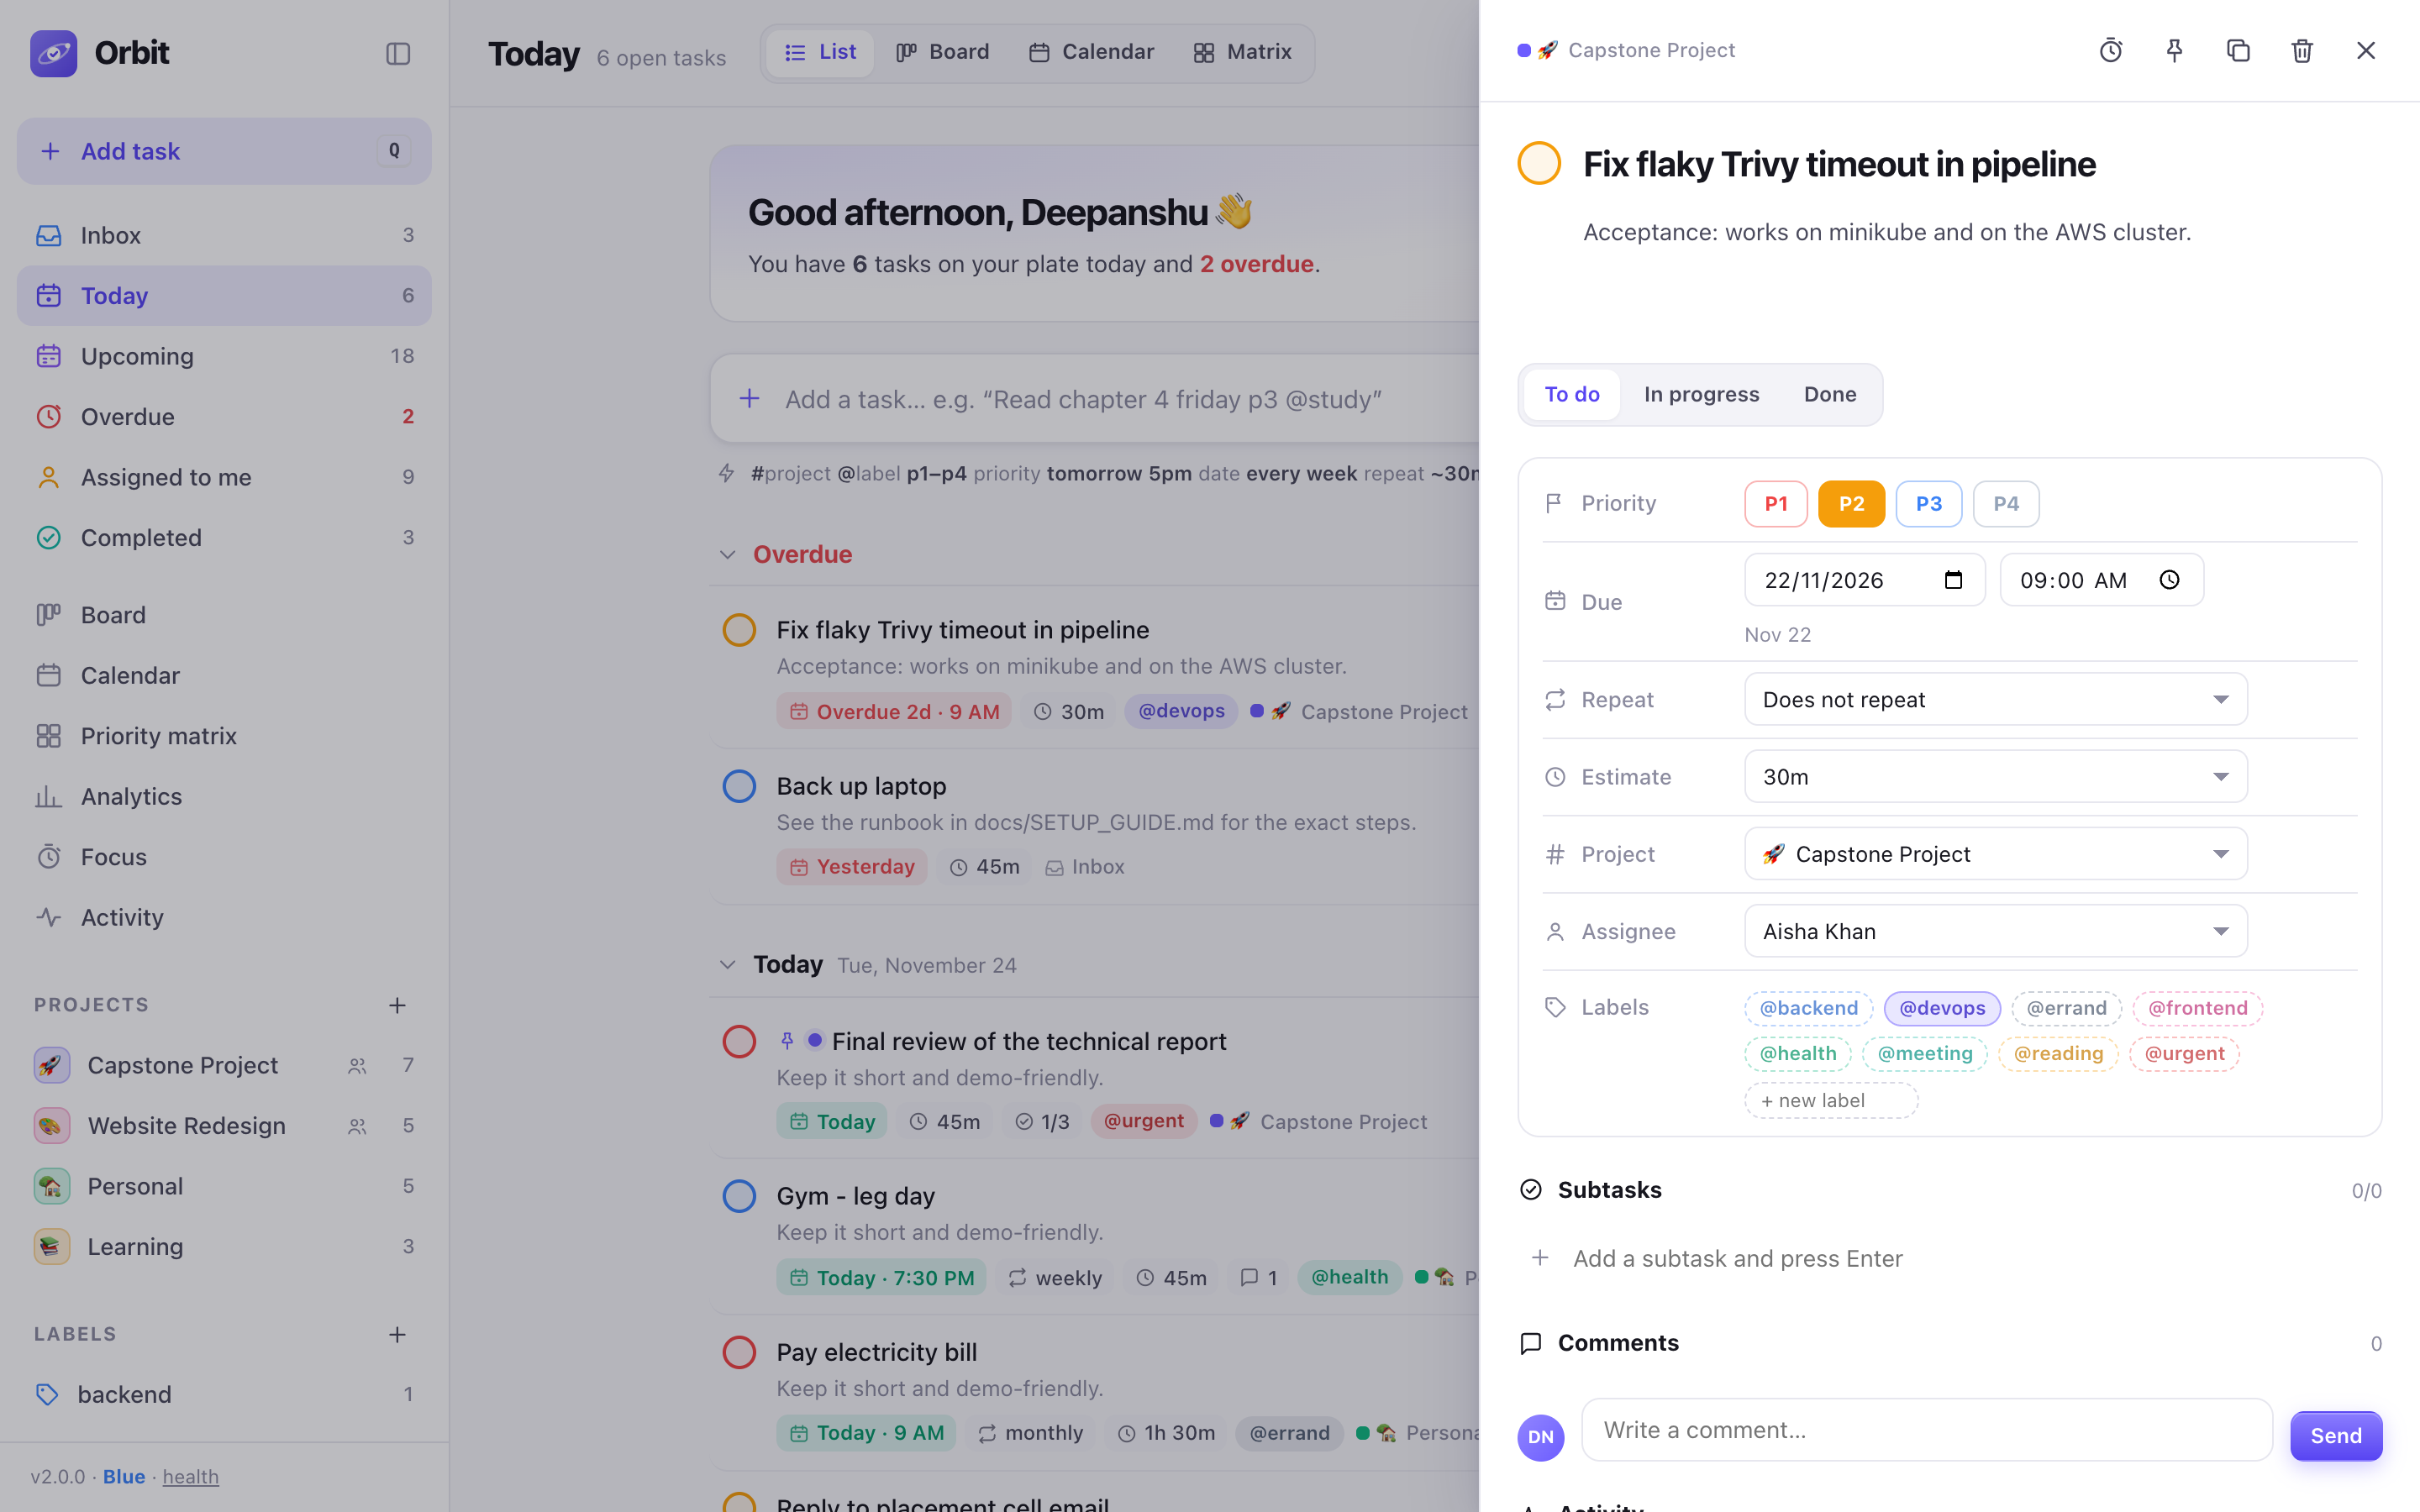 Orbit
Add task Q
Inbox 3
Today 6
Upcoming 18
Overdue 2
Assigned to me 9
Completed 3
Board
Calendar
Priority matrix
Analytics
Focus
Activity
PROJECTS
Capstone Project 7
Website Redesign 5
Personal 5
Learning 3
LABELS
backend 1
v2.0.0 · Blue · health
Today 6 open tasks List Board Calendar Matrix
Good afternoon, Deepanshu 👋
You have 6 tasks on your plate today and 2 overdue.
Add a task... e.g. “Read chapter 4 friday p3 @study”
#project @label p1–p4 priority tomorrow 5pm date every week repeat ~30m
Overdue
Fix flaky Trivy timeout in pipeline
Acceptance: works on minikube and on the AWS cluster.
Overdue 2d · 9 AM 30m @devops 🚀 Capstone Project
Back up laptop
See the runbook in docs/SETUP_GUIDE.md for the exact steps.
Yesterday 45m Inbox
Today Tue, November 24
Final review of the technical report
Keep it short and demo-friendly.
Today 45m 1/3 @urgent 🚀 Capstone Project
Gym - leg day
Keep it short and demo-friendly.
Today · 7:30 PM weekly 45m 1 @health 🏡 P
Pay electricity bill
Keep it short and demo-friendly.
Today · 9 AM monthly 1h 30m @errand 🏡 Persona
Reply to placement cell email
🚀 Capstone Project
Fix flaky Trivy timeout in pipeline
Acceptance: works on minikube and on the AWS cluster.
To do In progress Done
Priority P1 P2 P3 P4
Due 22/11/2026 09:00 AM
Nov 22
Repeat Does not repeat
Estimate 30m
Project 🚀 Capstone Project
Assignee Aisha Khan
Labels @backend @devops @errand @frontend
@health @meeting @reading @urgent
+ new label
Subtasks 0/0
Add a subtask and press Enter
Comments 0
DN Write a comment... Send
Activity